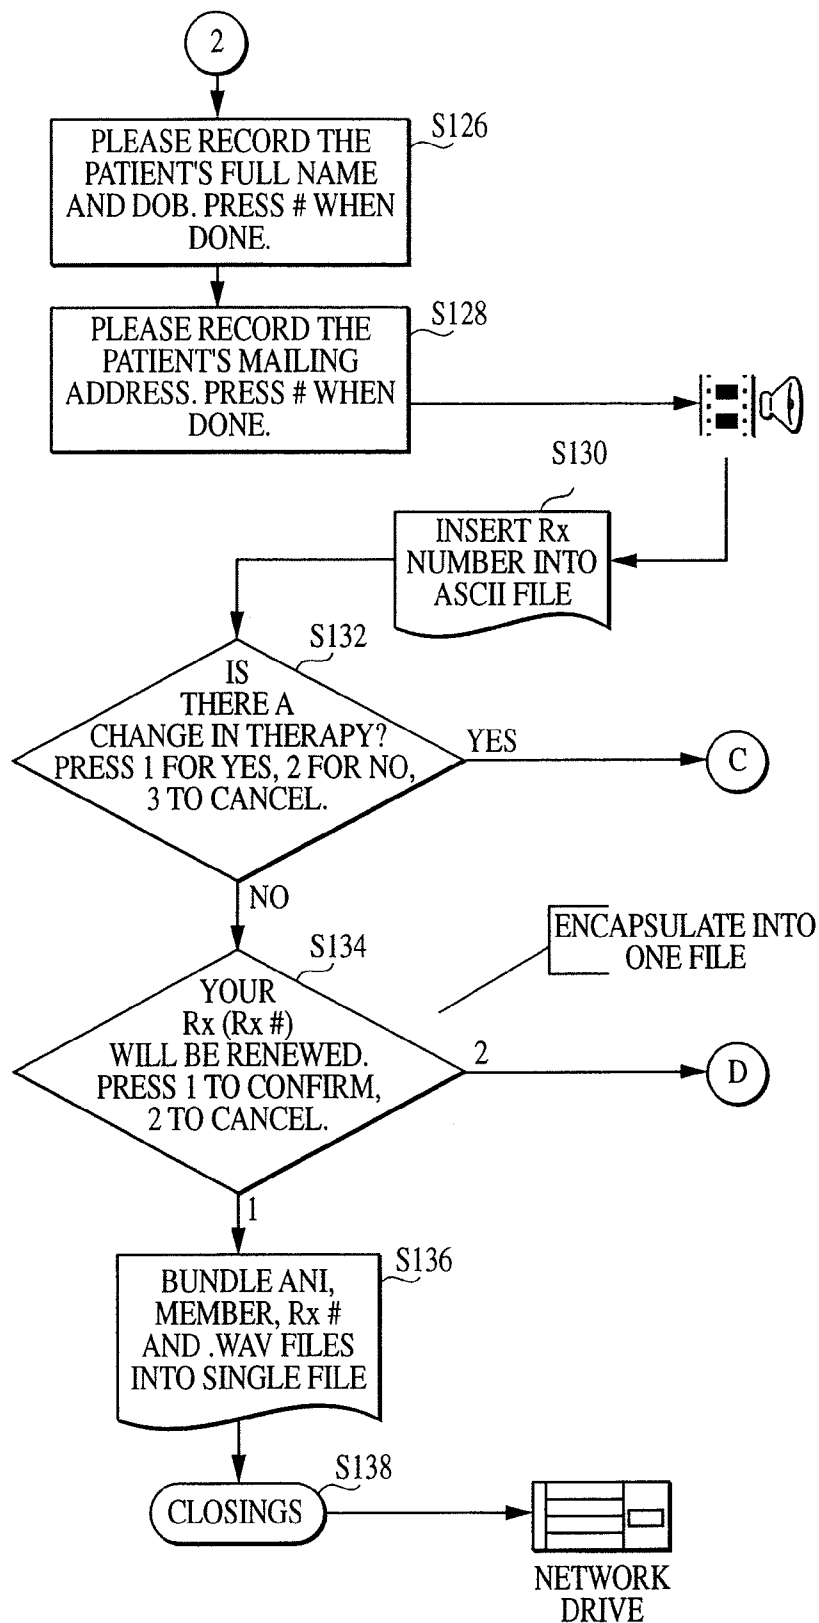 2
S126
PLEASE RECORD THE
PATIENT'S FULL NAME
AND DOB. PRESS # WHEN
DONE.
S128
PLEASE RECORD THE
PATIENT'S MAILING
ADDRESS. PRESS # WHEN
DONE.
S130
INSERT Rx
NUMBER INTO
ASCII FILE
S132
IS
THERE A
CHANGE IN THERAPY?
PRESS 1 FOR YES, 2 FOR NO,
3 TO CANCEL.
YES
C
NO
ENCAPSULATE INTO
ONE FILE
S134
YOUR
Rx (Rx #)
WILL BE RENEWED.
PRESS 1 TO CONFIRM,
2 TO CANCEL.
2
D
1
S136
BUNDLE ANI,
MEMBER, Rx #
AND .WAV FILES
INTO SINGLE FILE
S138
CLOSINGS
NETWORK
DRIVE